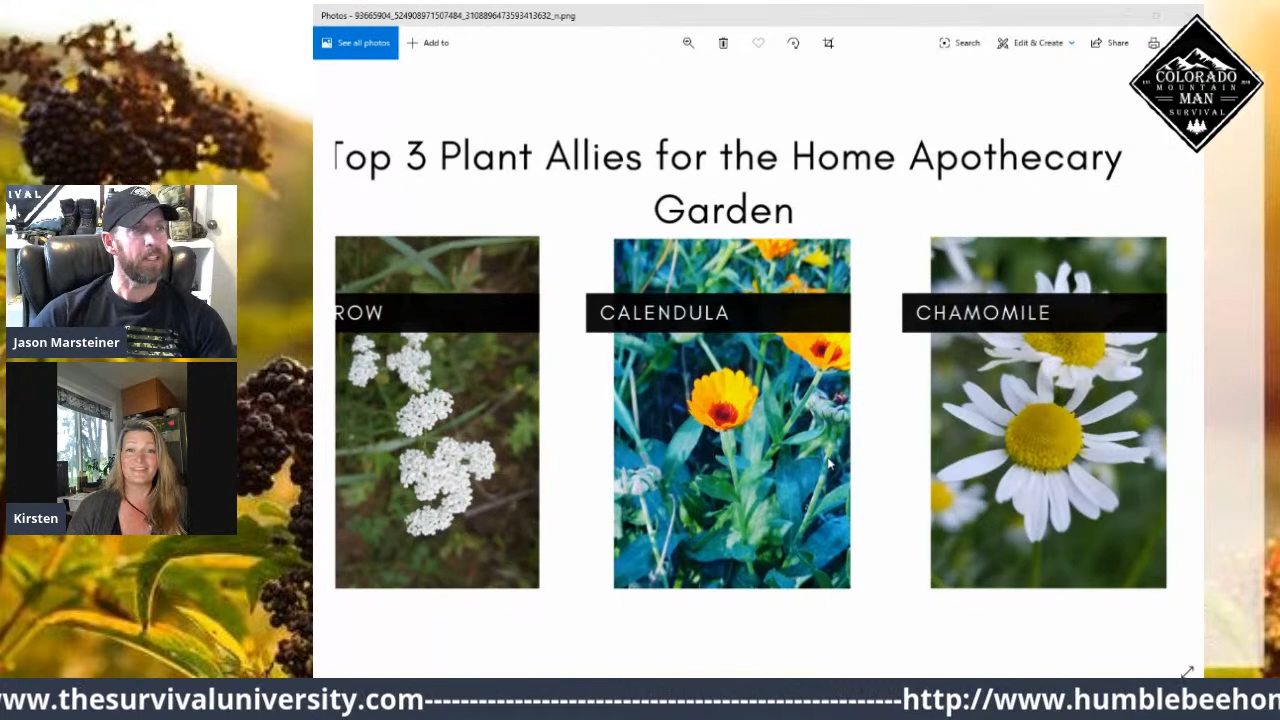 Photos - 93665904_524908971507484_3108896473593413632_n.png
See all photos
Add to
Search
Edit & Create
Share
COLORADO
MOUNTAIN
MAN
SURVIVAL
Top 3 Plant Allies for the Home Apothecary
Garden
ROW
CALENDULA
CHAMOMILE
IVAL
Jason Marsteiner
Kirsten
www.thesurvivaluniversity.com--------------------------------------------------http://www.humblebeehon